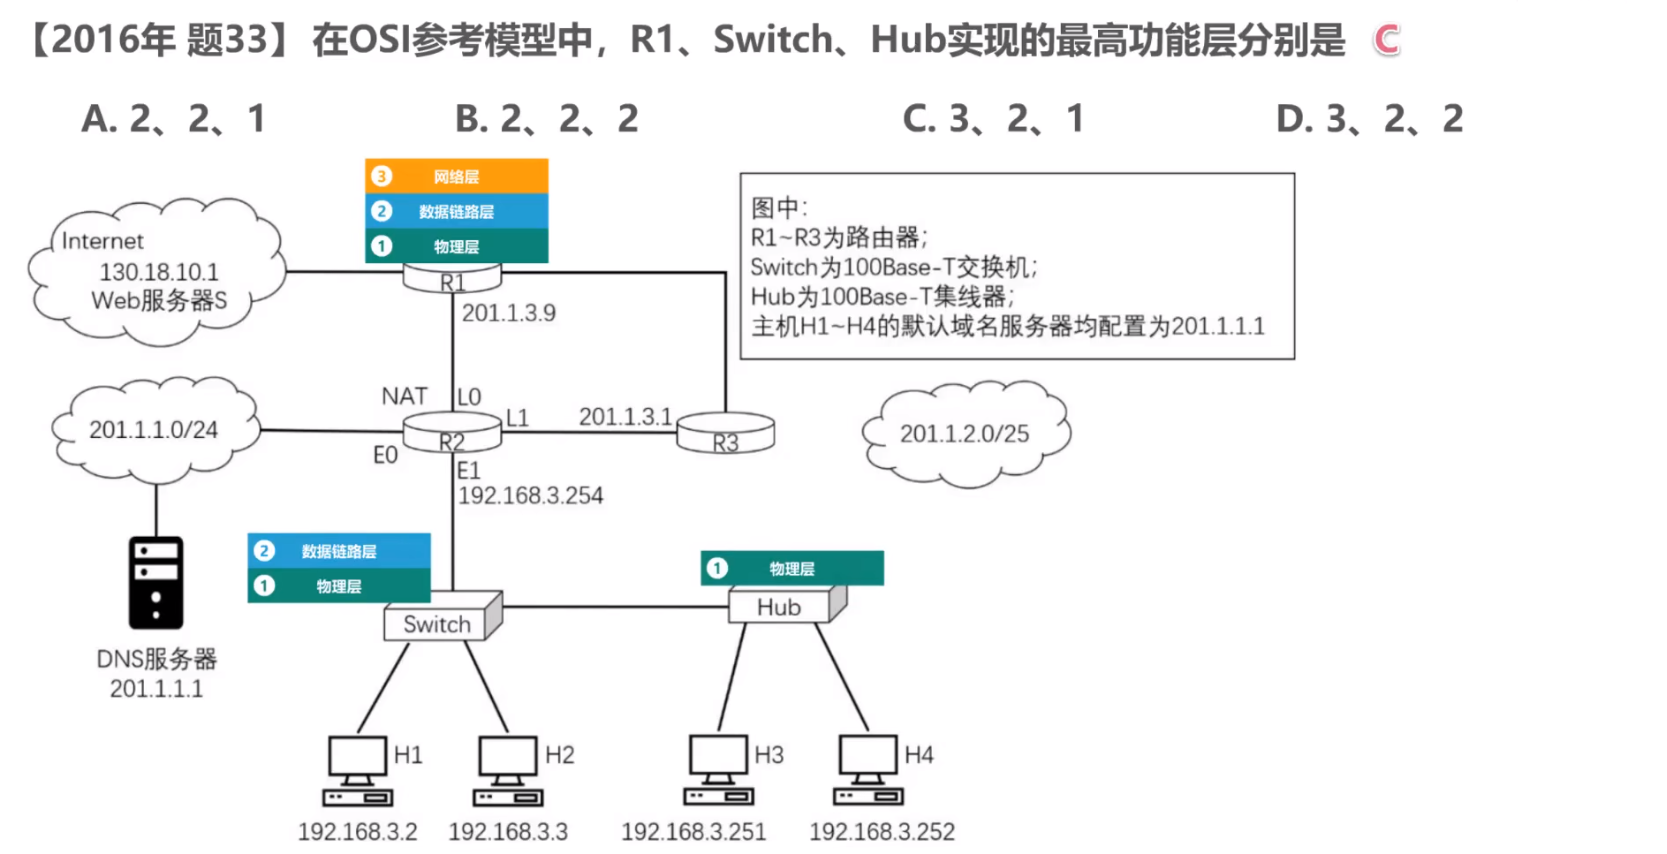 【2016年 题33】在OSI参考模型中，R1、Switch、Hub实现的最高功能层分别是 C
A. 2、2、1 B. 2、2、2 C. 3、2、1 D. 3、2、2
3 网络层
2 数据链路层
1 物理层
图中：
R1~R3为路由器；
Switch为100Base-T交换机；
Hub为100Base-T集线器；
主机H1~H4的默认域名服务器均配置为201.1.1.1
Internet
130.18.10.1
Web服务器S
R1
201.1.3.9
NAT L0
201.1.1.0/24
R2
L1
201.1.3.1
R3
201.1.2.0/25
E0
E1
192.168.3.254
2 数据链路层
1 物理层
1 物理层
Switch
Hub
DNS服务器
201.1.1.1
H1
H2
H3
H4
192.168.3.2
192.168.3.3
192.168.3.251
192.168.3.252